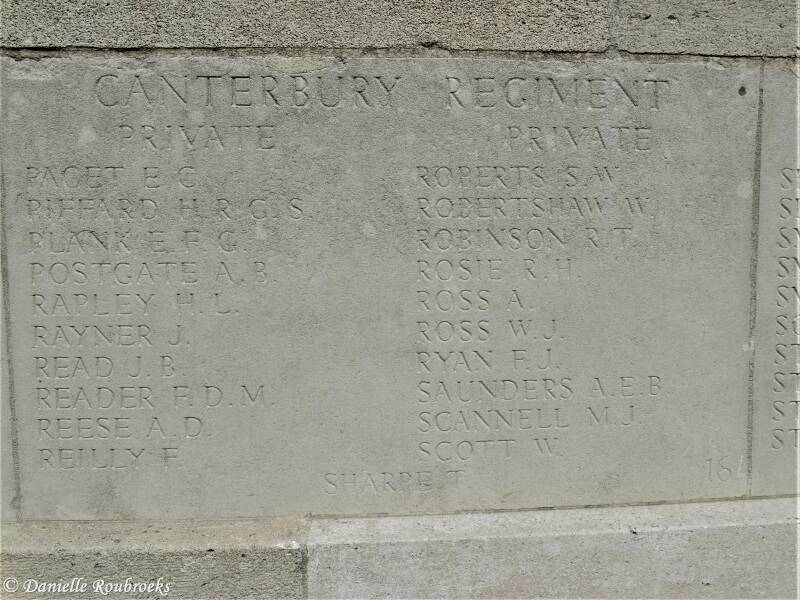 CANTERBURY REGIMENT
PRIVATE
PAGET E.C.
PIFFARD H.R.G.S.
PLANK E.F.G.
POSTGATE A.B.
RAPLEY H.L.
RAYNER J.
READ J.B.
READER F.D.M.
REESE A.D.
REILLY F.
PRIVATE
ROBERTS S.W.
ROBERTSHAW W.
ROBINSON R.T.
ROSIE R.H.
ROSS A.
ROSS W.J.
RYAN F.J.
SAUNDERS A.E.B.
SCANNELL M.J.
SCOTT W.
SHARPE T.
© Danielle Roubroeks